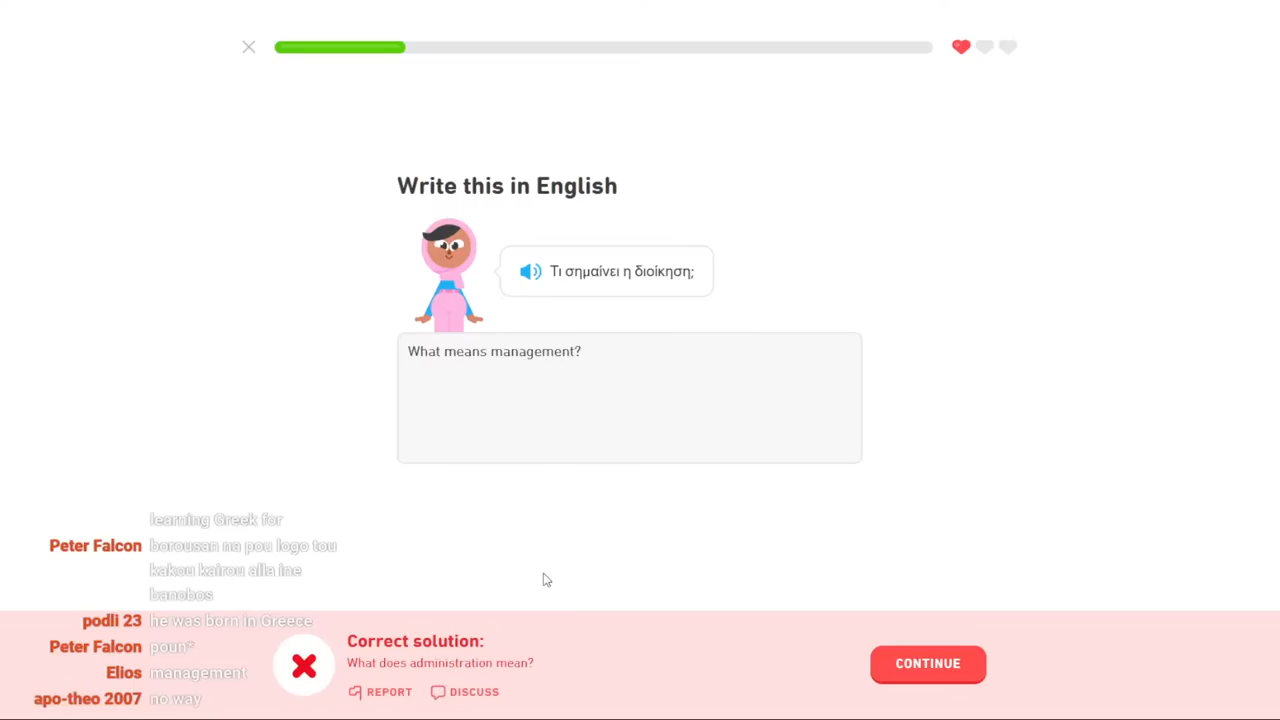 Write this in English
Τι σημαίνει η διοίκηση;
What means management?
learning Greek for
Peter Falcon borousan na pou logo tou
kakou kairou alla ine
banobos
podli 23 he was born in Greece
Peter Falcon poun*
Elios management
apo-theo 2007 no way
Correct solution:
What does administration mean?
REPORT DISCUSS
CONTINUE